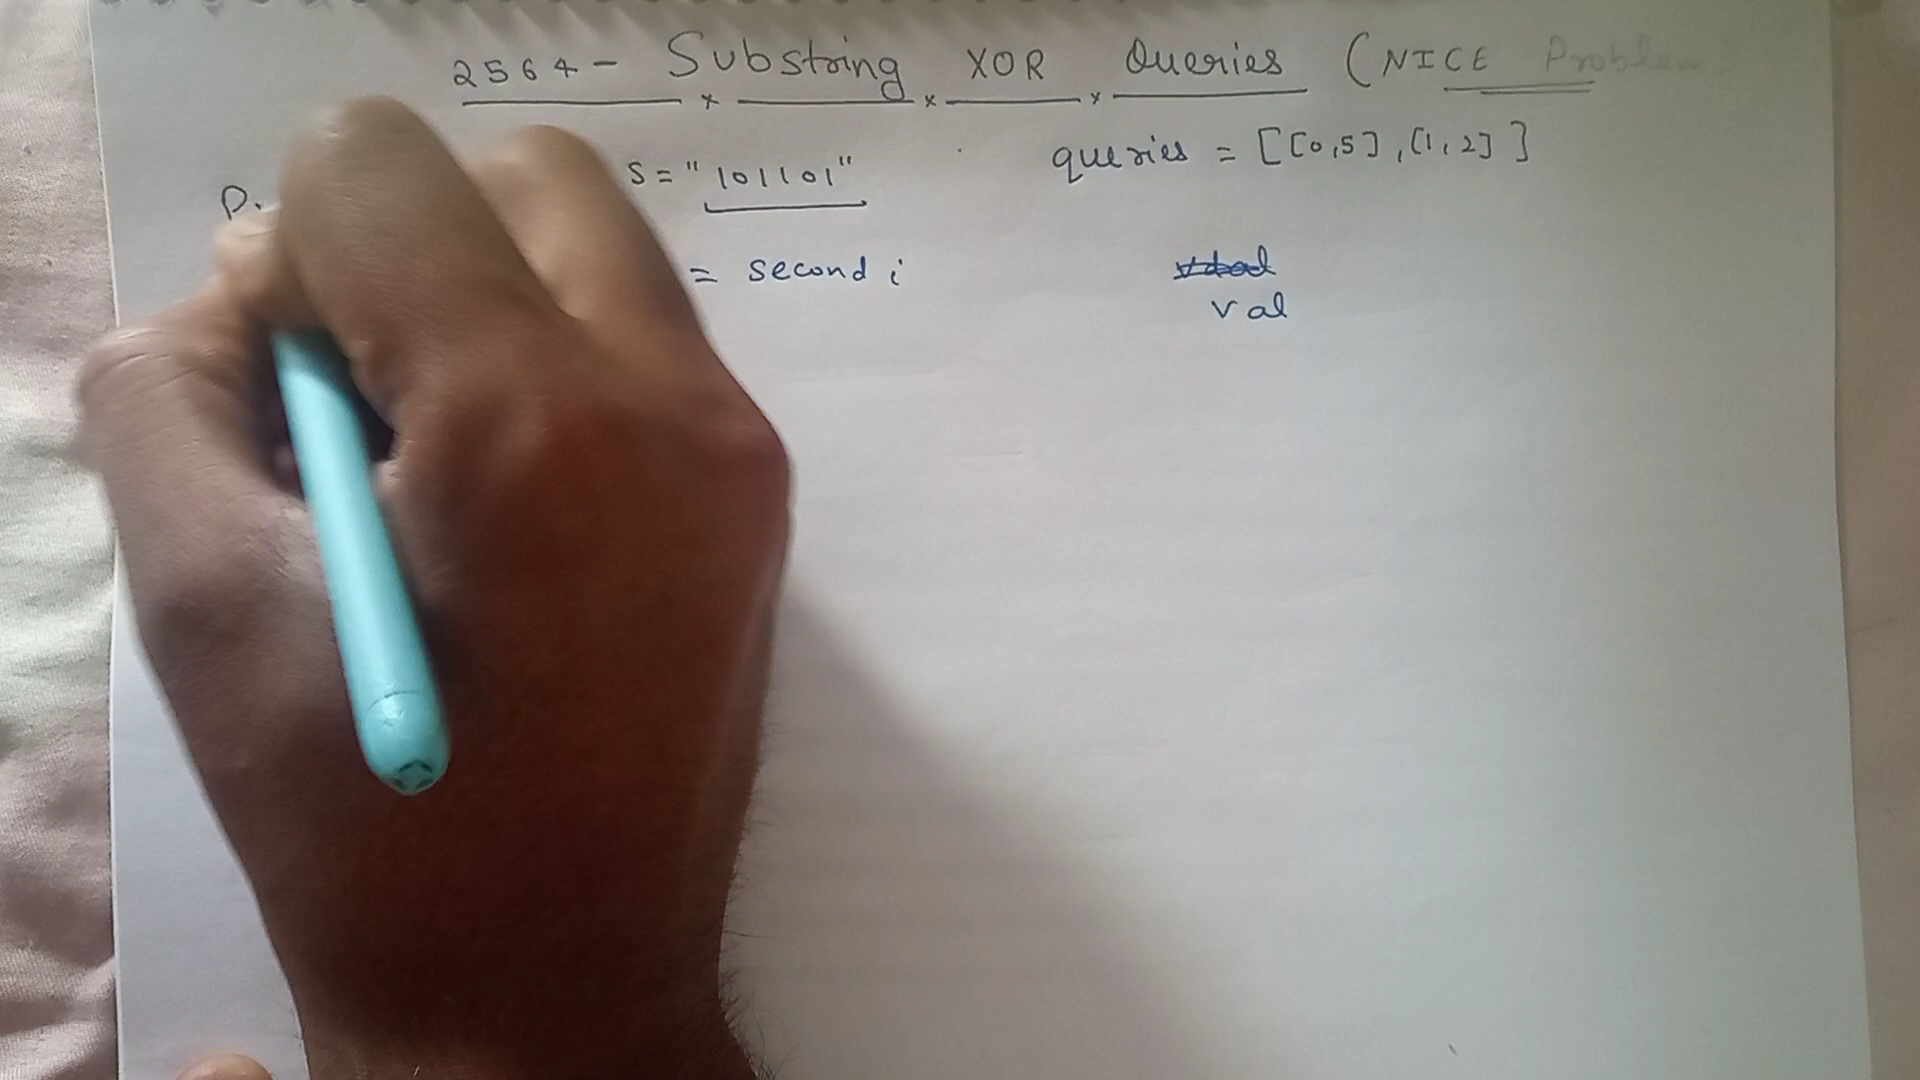 2564 - Substring XOR Queries (NICE Problem
S = "101101" queries = [[0,5],[1,2]]
= second i
val